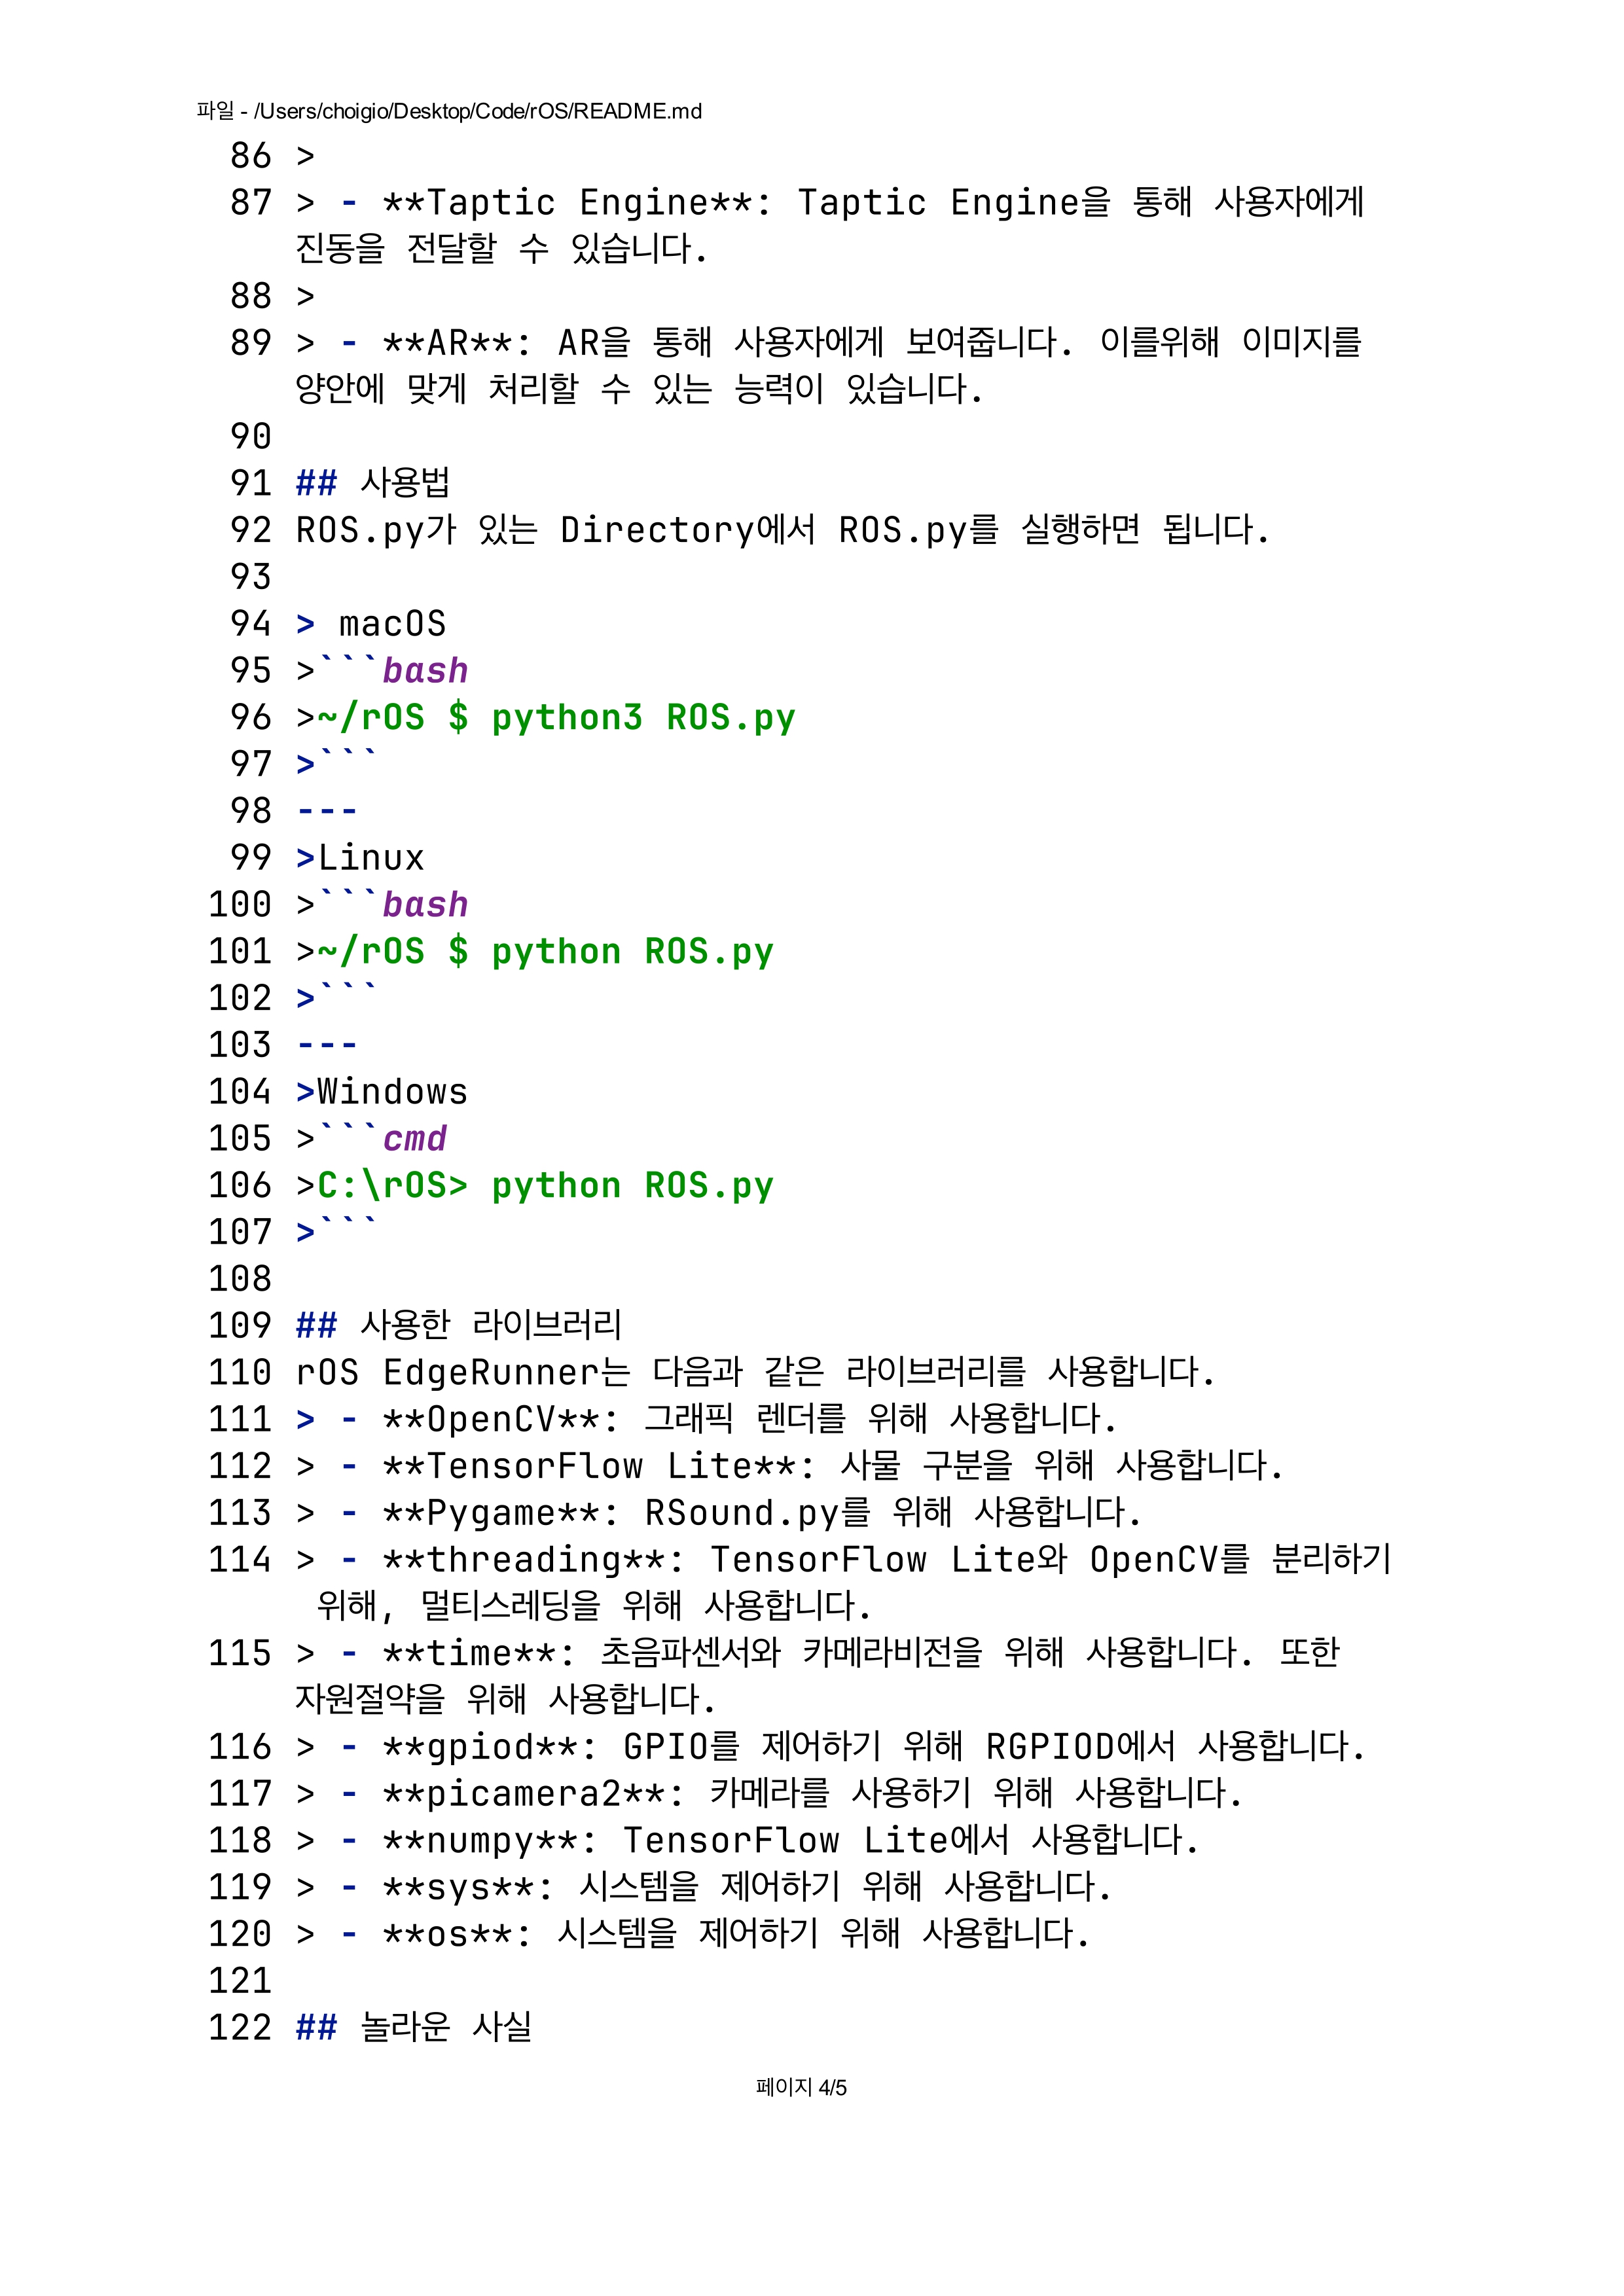 파일 - /Users/choigio/Desktop/Code/rOS/README.md
86 >
87 > - **Taptic Engine**: Taptic Engine을 통해 사용자에게
진동을 전달할 수 있습니다.
88 >
89 > - **AR**: AR을 통해 사용자에게 보여줍니다. 이를위해 이미지를
양안에 맞게 처리할 수 있는 능력이 있습니다.
90
91 ## 사용법
92 ROS.py가 있는 Directory에서 ROS.py를 실행하면 됩니다.
93
94 > macOS
95 >```bash
96 >~/rOS $ python3 ROS.py
97 >```
98 ---
99 >Linux
100 >```bash
101 >~/rOS $ python ROS.py
102 >```
103 ---
104 >Windows
105 >```cmd
106 >C:\rOS> python ROS.py
107 >```
108
109 ## 사용한 라이브러리
110 rOS EdgeRunner는 다음과 같은 라이브러리를 사용합니다.
111 > - **OpenCV**: 그래픽 렌더를 위해 사용합니다.
112 > - **TensorFlow Lite**: 사물 구분을 위해 사용합니다.
113 > - **Pygame**: RSound.py를 위해 사용합니다.
114 > - **threading**: TensorFlow Lite와 OpenCV를 분리하기
위해, 멀티스레딩을 위해 사용합니다.
115 > - **time**: 초음파센서와 카메라비전을 위해 사용합니다. 또한
자원절약을 위해 사용합니다.
116 > - **gpiod**: GPIO를 제어하기 위해 RGPIOD에서 사용합니다.
117 > - **picamera2**: 카메라를 사용하기 위해 사용합니다.
118 > - **numpy**: TensorFlow Lite에서 사용합니다.
119 > - **sys**: 시스템을 제어하기 위해 사용합니다.
120 > - **os**: 시스템을 제어하기 위해 사용합니다.
121
122 ## 놀라운 사실
페이지 4/5